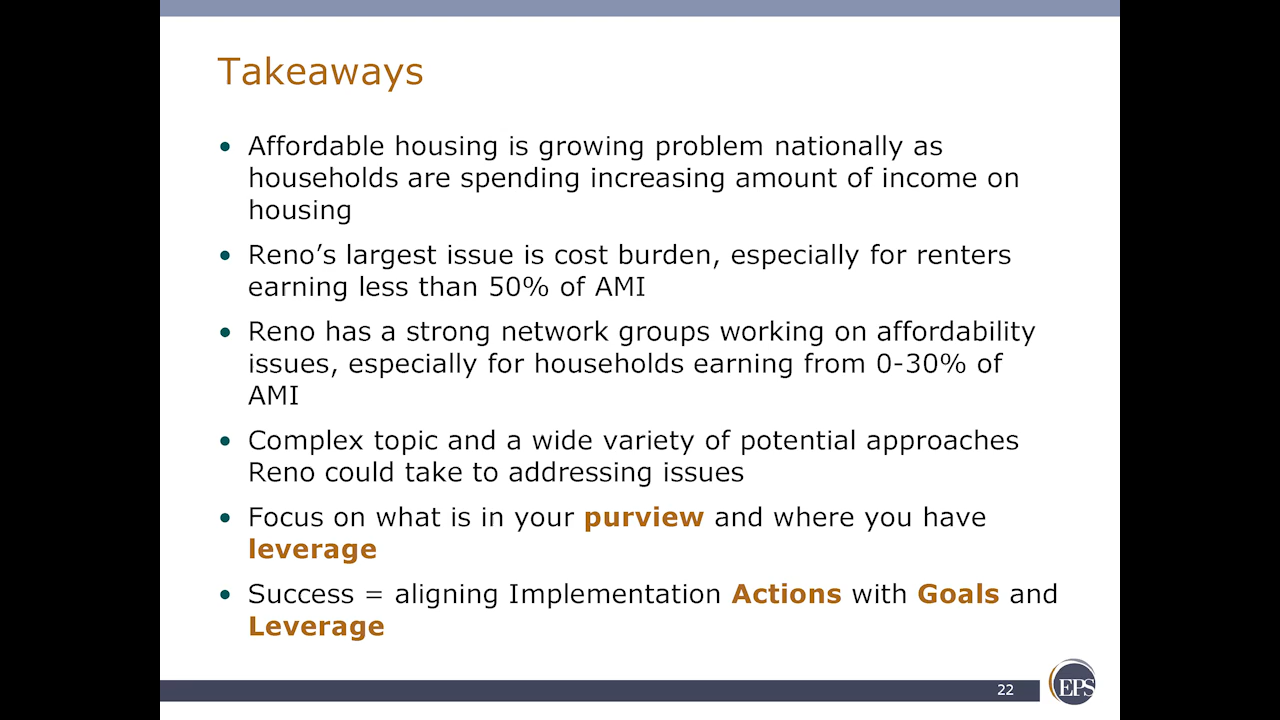 Takeaways
• Affordable housing is growing problem nationally as
households are spending increasing amount of income on
housing
• Reno’s largest issue is cost burden, especially for renters
earning less than 50% of AMI
• Reno has a strong network groups working on affordability
issues, especially for households earning from 0-30% of
AMI
• Complex topic and a wide variety of potential approaches
Reno could take to addressing issues
• Focus on what is in your purview and where you have
leverage
• Success = aligning Implementation Actions with Goals and
Leverage
22
EPS